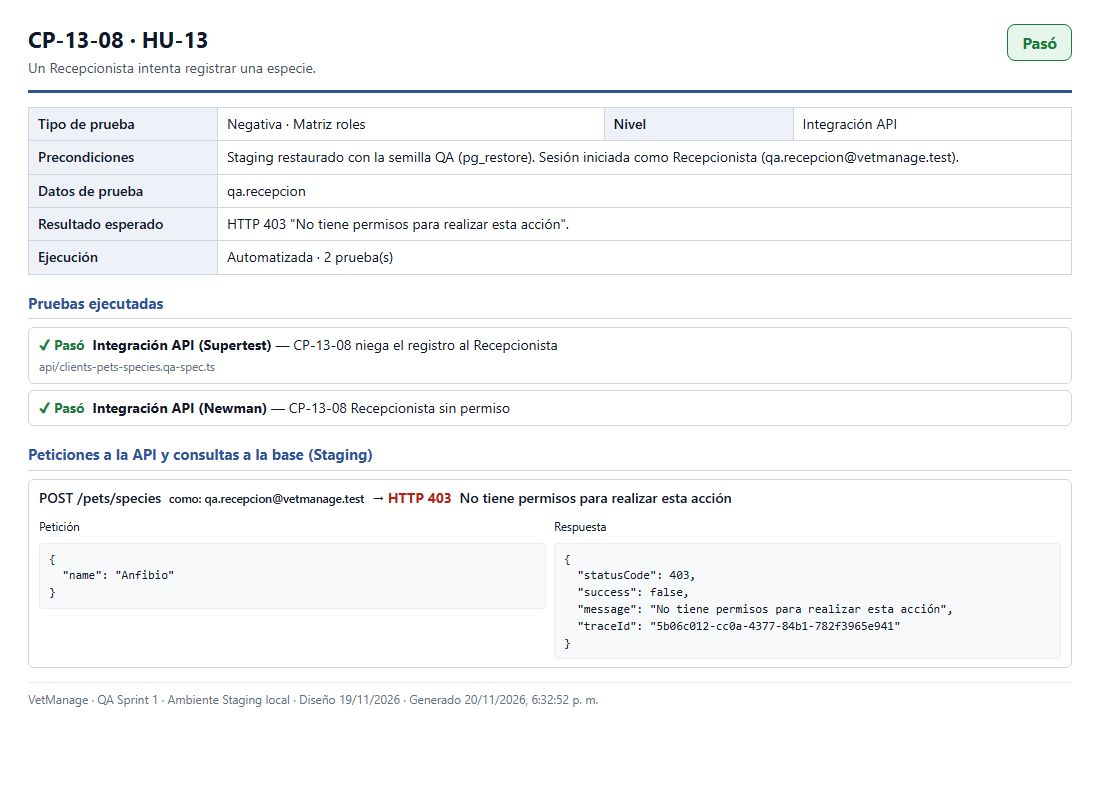 CP-13-08 · HU-13
Pasó
Un Recepcionista intenta registrar una especie.
Tipo de prueba Negativa · Matriz roles Nivel Integración API
Precondiciones Staging restaurado con la semilla QA (pg_restore). Sesión iniciada como Recepcionista (qa.recepcion@vetmanage.test).
Datos de prueba qa.recepcion
Resultado esperado HTTP 403 "No tiene permisos para realizar esta acción".
Ejecución Automatizada · 2 prueba(s)
Pruebas ejecutadas
✓ Pasó Integración API (Supertest) — CP-13-08 niega el registro al Recepcionista
api/clients-pets-species.qa-spec.ts
✓ Pasó Integración API (Newman) — CP-13-08 Recepcionista sin permiso
Peticiones a la API y consultas a la base (Staging)
POST /pets/species como: qa.recepcion@vetmanage.test → HTTP 403 No tiene permisos para realizar esta acción
Petición
{
"name": "Anfibio"
}
Respuesta
{
"statusCode": 403,
"success": false,
"message": "No tiene permisos para realizar esta acción",
"traceId": "5b06c012-cc0a-4377-84b1-782f3965e941"
}
VetManage · QA Sprint 1 · Ambiente Staging local · Diseño 19/11/2026 · Generado 20/11/2026, 6:32:52 p. m.